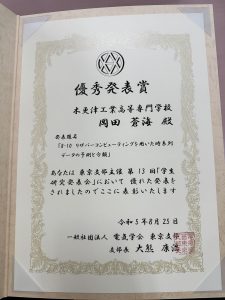 優秀発表賞
木更津工業高等専門学校
岡田 蒼海 殿
発表題名
「B-10 リザバーコンピューティングを用いた時系列
データの予測と分類」
あなたは 東京支部主催 第13回「学生
研究発表会」において 優れた発表を
されましたのでここに表彰いたします
令和5年8月25日
一般社団法人 電気学会 東京支部
支部長 大熊 康浩